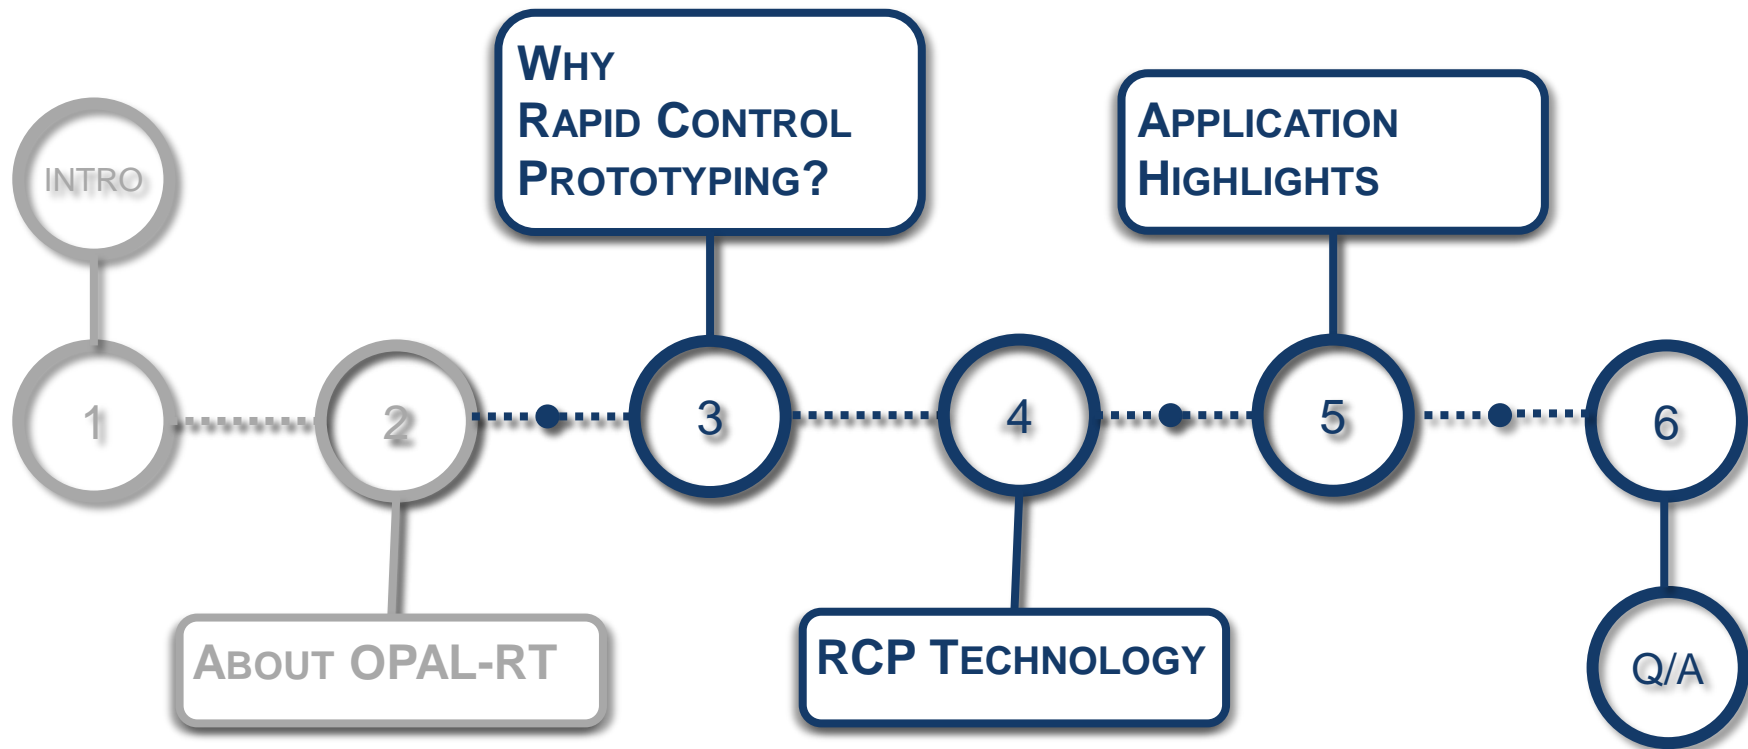 INTRO
1
2
ABOUT OPAL-RT
WHY
RAPID CONTROL
PROTOTYPING?
3
4
RCP TECHNOLOGY
APPLICATION
HIGHLIGHTS
5
6
Q/A